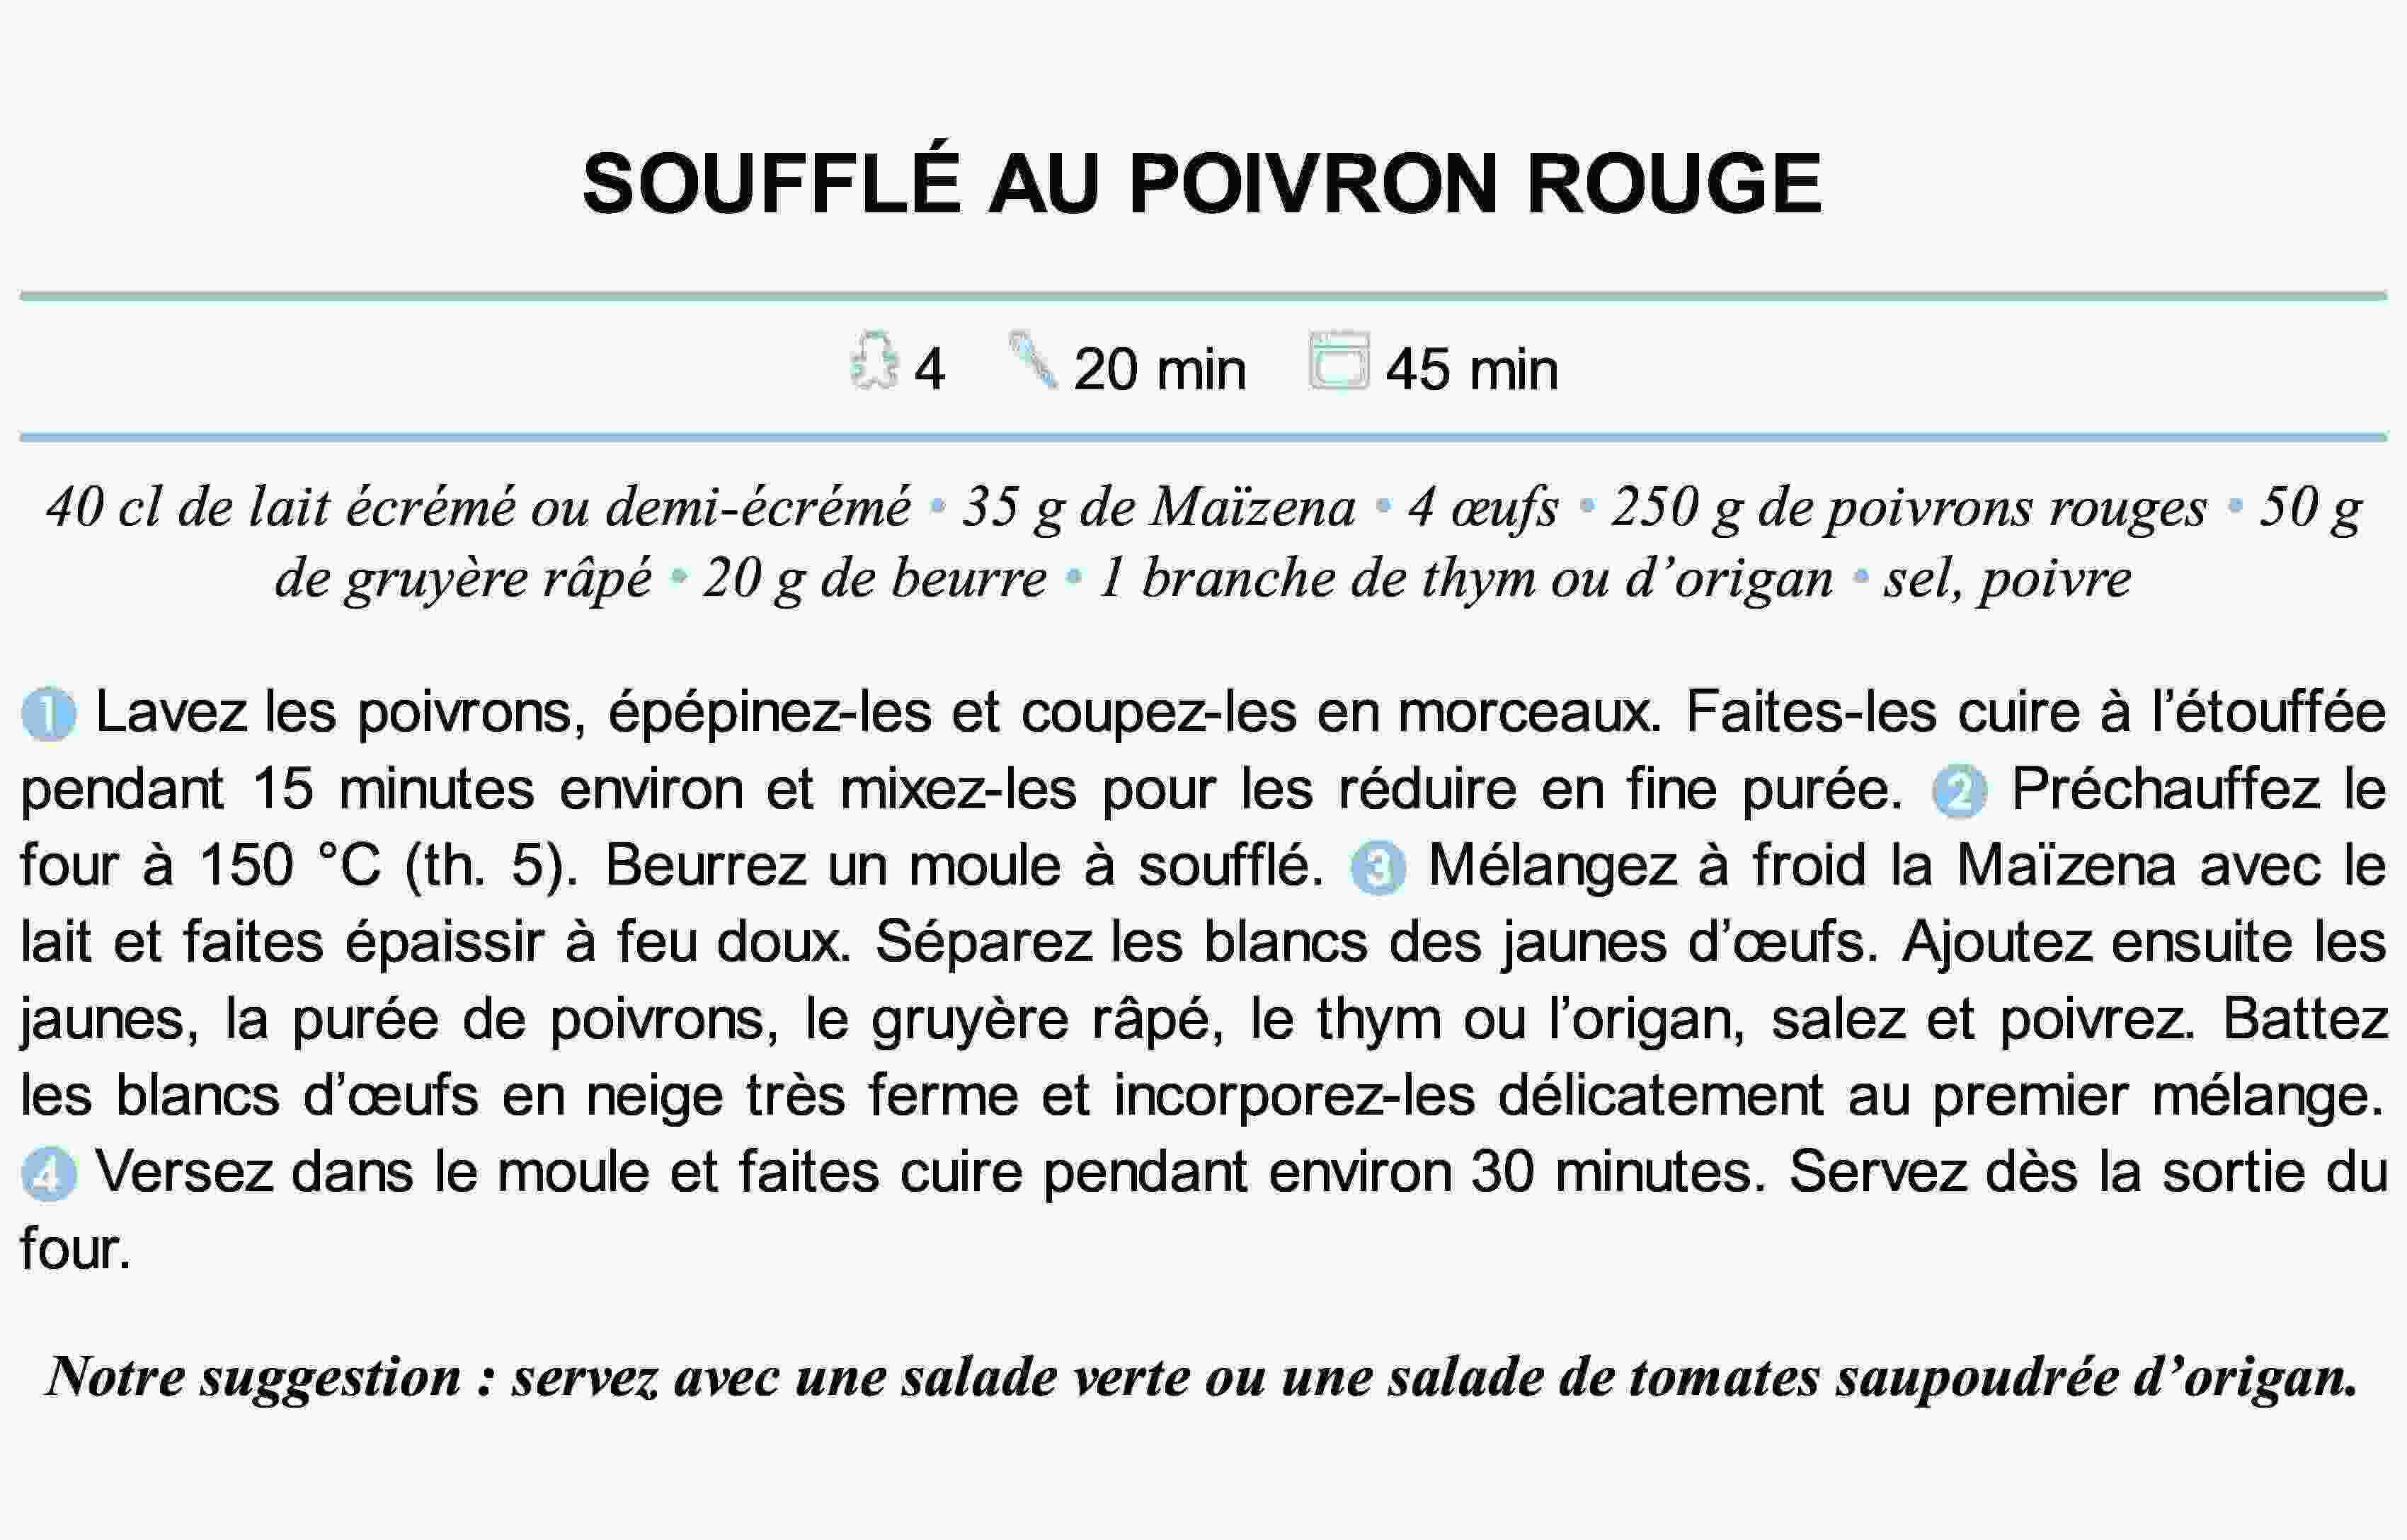 SOUFFLÉ AU POIVRON ROUGE
4 20 min 45 min
40 cl de lait écrémé ou demi-écrémé • 35 g de Maïzena • 4 œufs • 250 g de poivrons rouges • 50 g
de gruyère râpé • 20 g de beurre • 1 branche de thym ou d’origan • sel, poivre
1 Lavez les poivrons, épépinez-les et coupez-les en morceaux. Faites-les cuire à l’étouffée
pendant 15 minutes environ et mixez-les pour les réduire en fine purée. 2 Préchauffez le
four à 150 °C (th. 5). Beurrez un moule à soufflé. 3 Mélangez à froid la Maïzena avec le
lait et faites épaissir à feu doux. Séparez les blancs des jaunes d’œufs. Ajoutez ensuite les
jaunes, la purée de poivrons, le gruyère râpé, le thym ou l’origan, salez et poivrez. Battez
les blancs d’œufs en neige très ferme et incorporez-les délicatement au premier mélange.
4 Versez dans le moule et faites cuire pendant environ 30 minutes. Servez dès la sortie du
four.
Notre suggestion : servez avec une salade verte ou une salade de tomates saupoudrée d’origan.